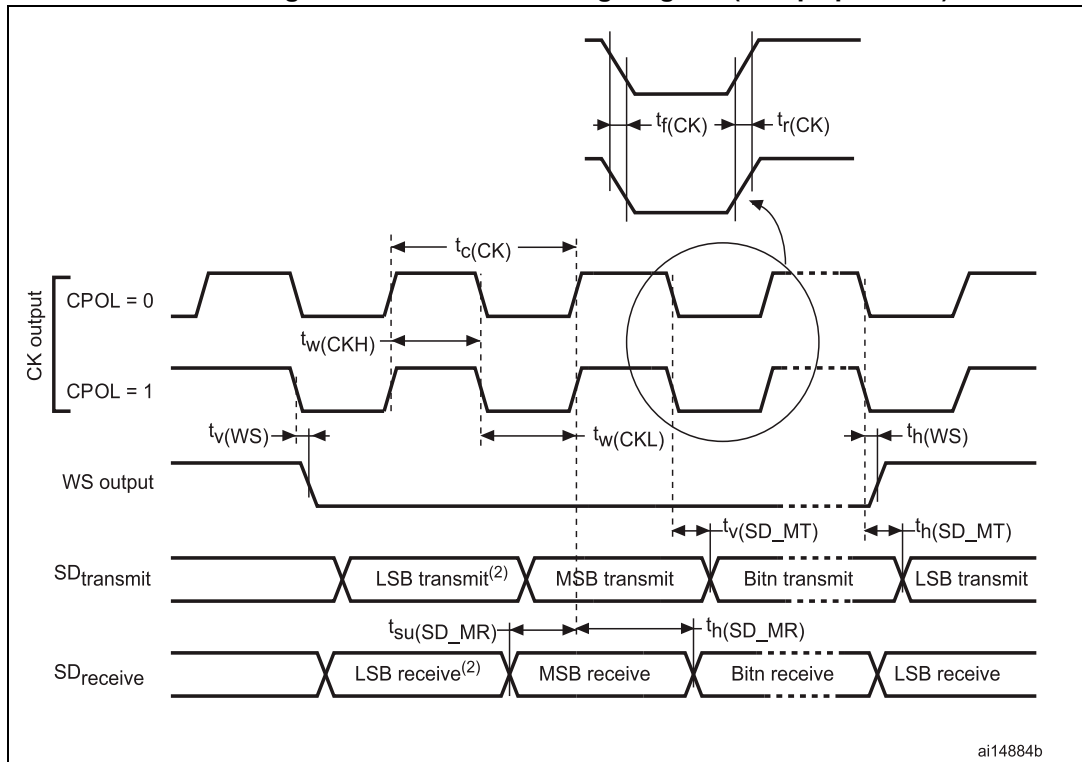 tf(CK)
tr(CK)
tc(CK)
CK output
CPOL = 0
tw(CKH)
CPOL = 1
tv(WS)
tw(CKL)
th(WS)
WS output
tv(SD_MT)
th(SD_MT)
SDtransmit
LSB transmit(2)
MSB transmit
Bitn transmit
LSB transmit
tsu(SD_MR)
th(SD_MR)
SDreceive
LSB receive(2)
MSB receive
Bitn receive
LSB receive
ai14884b